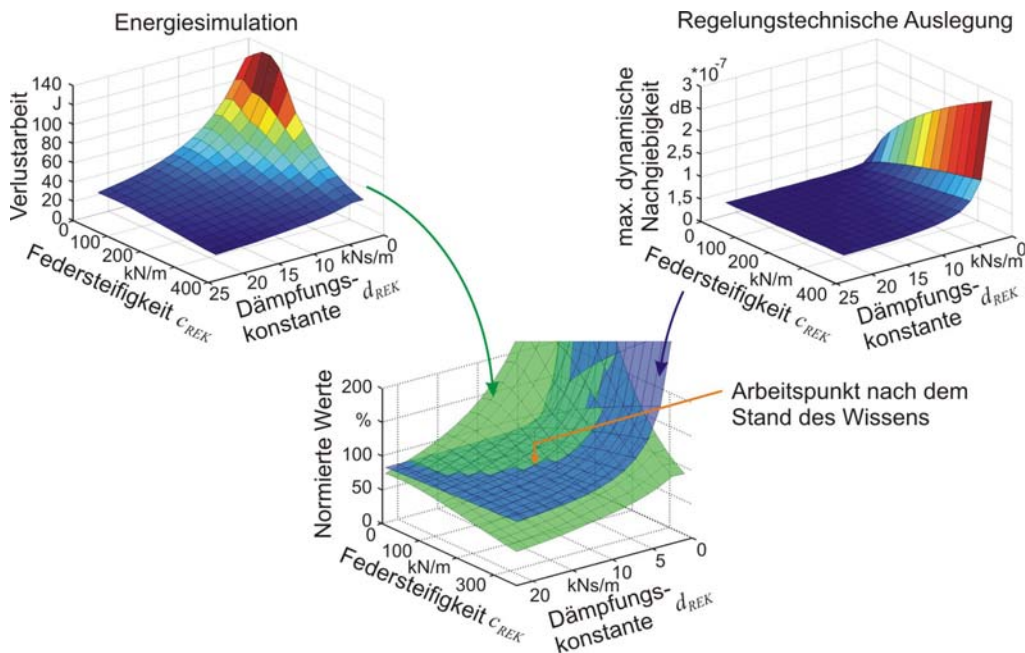 Energiesimulation
140
J
100
80
60
40
20
0
Verlustarbeit
0
100
200
kN/m
400
Federsteifigkeit c_REK
25
20
15
10
kNs/m
0
Dämpfungs-
konstante d_REK
Regelungstechnische Auslegung
*10^-7
3
dB
2
1,5
1
1,5
0
max. dynamische
Nachgiebigkeit
0
100
200
kN/m
400
Federsteifigkeit c_REK
25
20
15
10
kNs/m
0
Dämpfungs-
konstante d_REK
200
%
100
50
0
Normierte Werte
0
100
kN/m
300
Federsteifigkeit c_REK
20
kNs/m
10
5
0
Dämpfungs-
konstante d_REK
Arbeitspunkt nach dem
Stand des Wissens